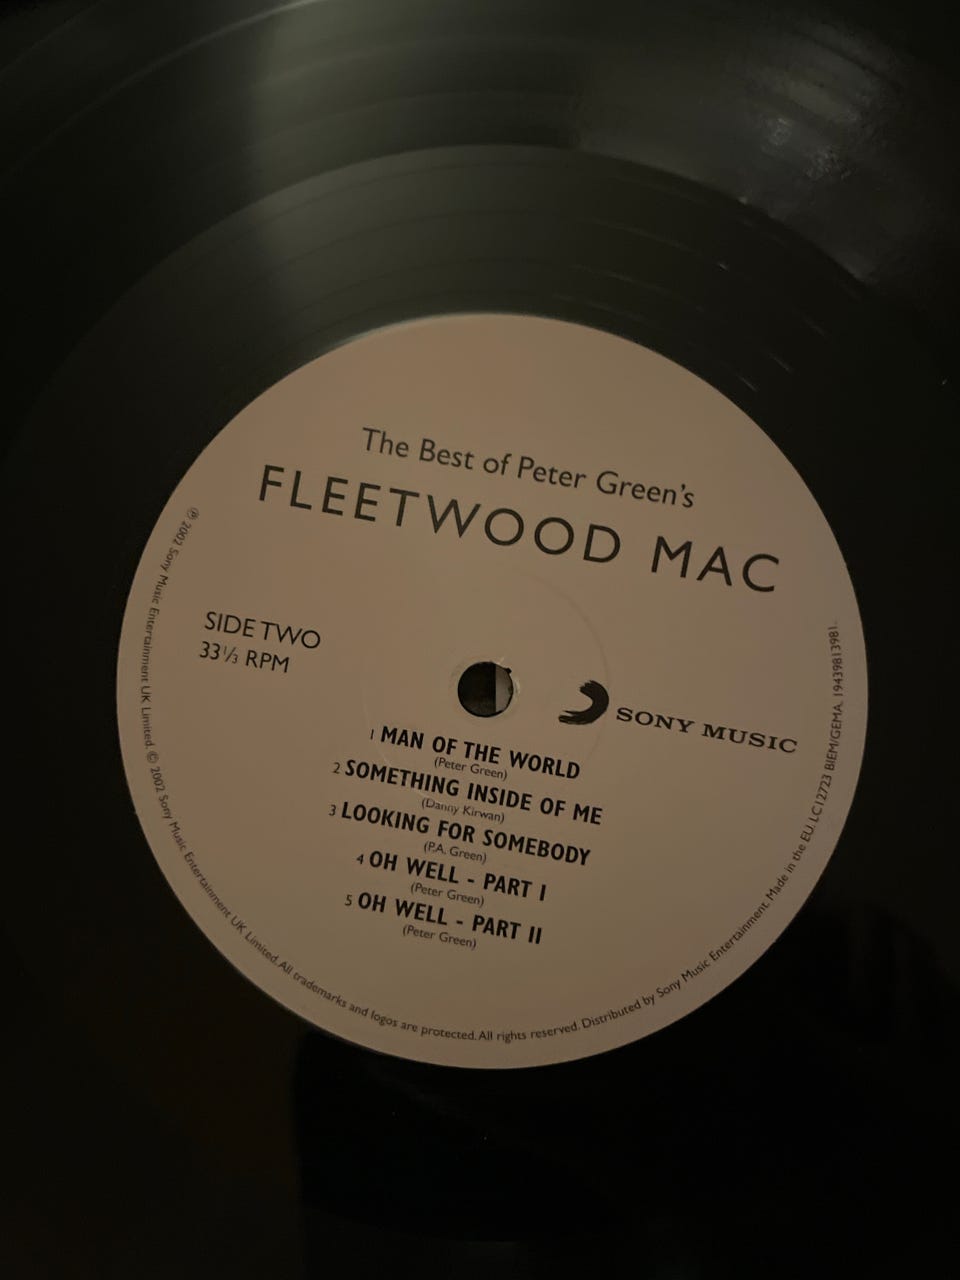 The Best of Peter Green's
FLEETWOOD MAC
SIDE TWO
33⅓ RPM
SONY MUSIC
1 MAN OF THE WORLD
(Peter Green)
2 SOMETHING INSIDE OF ME
(Danny Kirwan)
3 LOOKING FOR SOMEBODY
(P.A. Green)
4 OH WELL - PART I
(Peter Green)
5 OH WELL - PART II
(Peter Green)
℗ 2002 Sony Music Entertainment UK Limited. © 2002 Sony Music Entertainment UK Limited. All trademarks and logos are protected. All rights reserved. Distributed by Sony Music Entertainment. Made in the EU. LC12723 BIEM/GEMA. 19439813981.